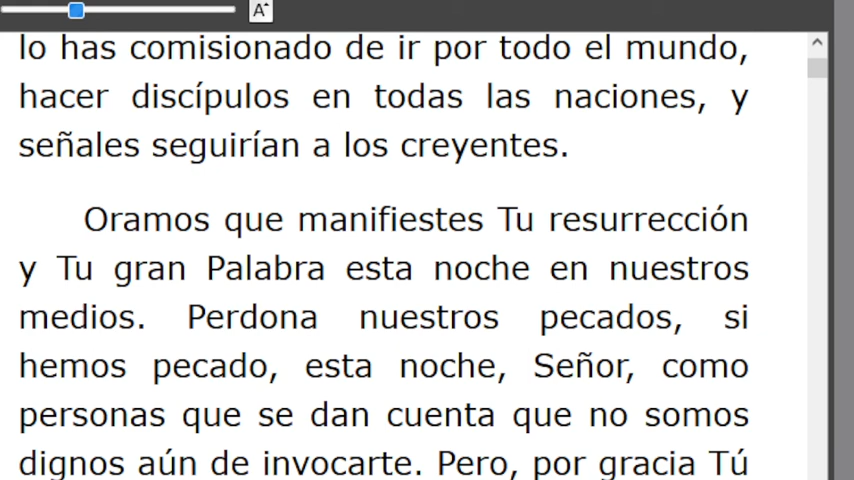 A
lo has comisionado de ir por todo el mundo,
hacer discípulos en todas las naciones, y
señales seguirían a los creyentes.
Oramos que manifiestes Tu resurrección
y Tu gran Palabra esta noche en nuestros
medios. Perdona nuestros pecados, si
hemos pecado, esta noche, Señor, como
personas que se dan cuenta que no somos
dignos aún de invocarte. Pero, por gracia Tú